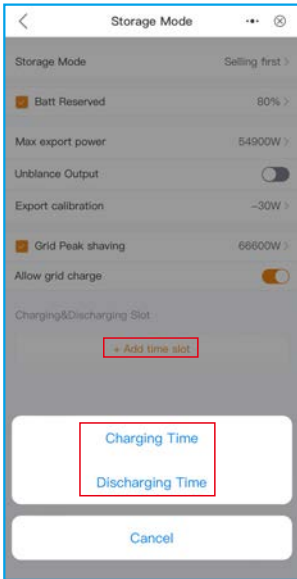 Storage Mode
Storage Mode Selling first >
Batt Reserved 80% >
Max export power 54900W >
Unblance Output
Export calibration -30W >
Grid Peak shaving 66600W >
Allow grid charge
Charging&Discharging Slot
+ Add time slot
Charging Time
Discharging Time
Cancel